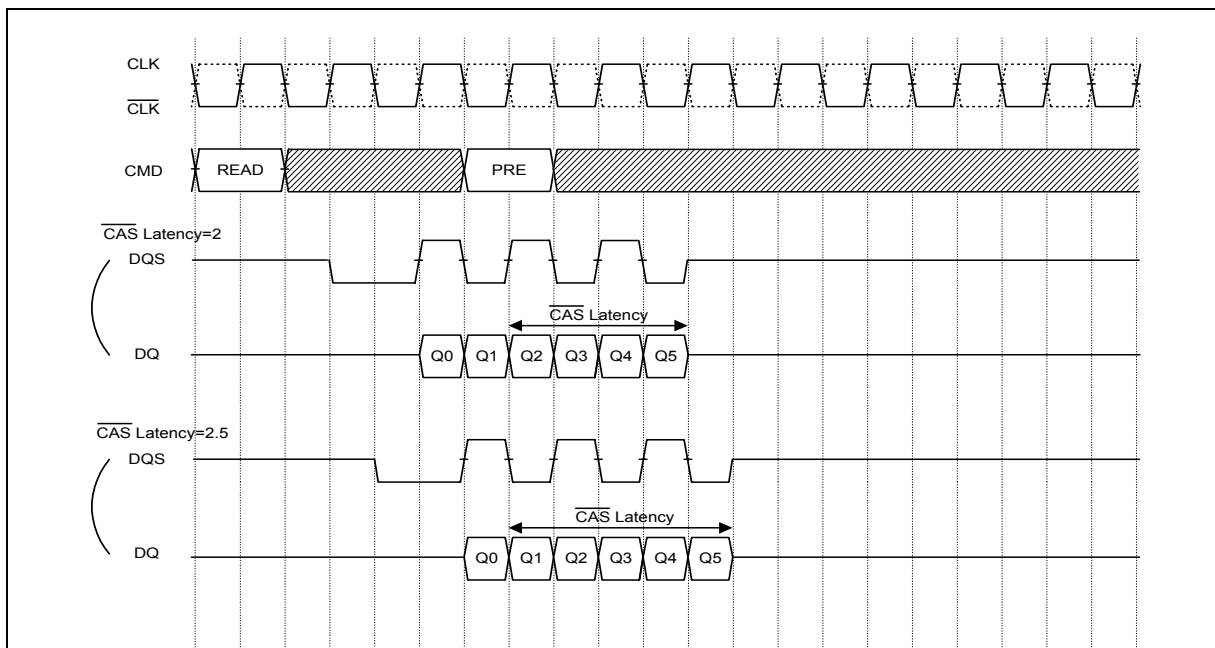 CLK
CLK
CMD READ PRE
CAS Latency=2
DQS
CAS Latency
DQ Q0 Q1 Q2 Q3 Q4 Q5
CAS Latency=2.5
DQS
CAS Latency
DQ Q0 Q1 Q2 Q3 Q4 Q5